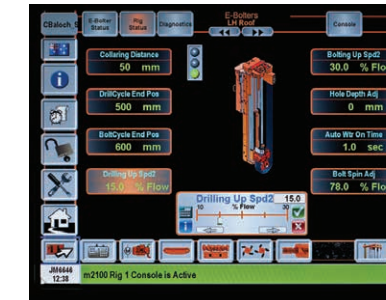 CBaloch_S
E-Bolter
Status
Rig
Status
Diagnostics
E-Bolters
LH Roof
Console
Collaring Distance
50 mm
DrillCycle End Pos
500 mm
BoltCycle End Pos
600 mm
Drilling Up Spd2
15.0 % Flow
Bolting Up Spd2
30.0 % Flo
Hole Depth Adj
0 mm
Auto Wtr On Time
1.0 sec
Bolt Spin Adj
78.0 % Flo
Drilling Up Spd2 15.0
10 % Flow 30
JM6646
12:38
m2100 Rig 1 Console is Active